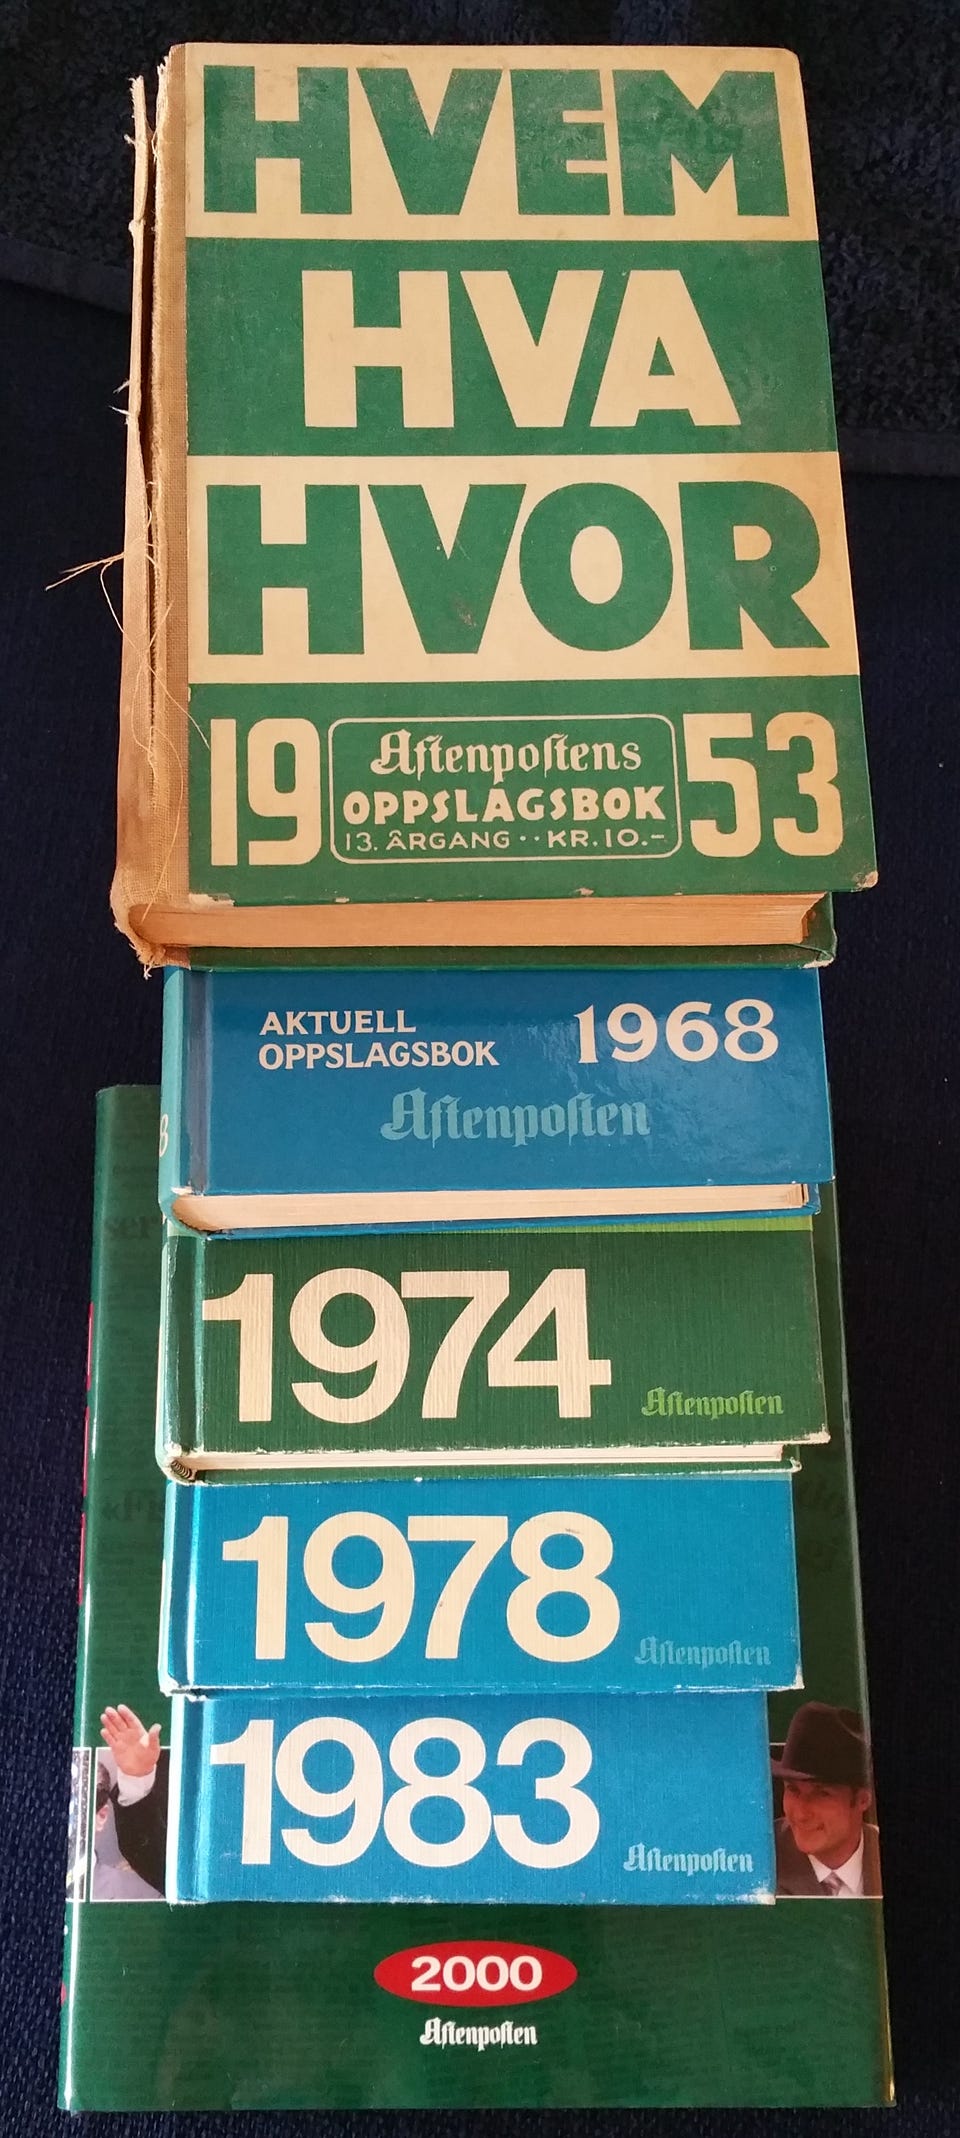 HVEM
HVA
HVOR
19 53
Aftenpostens
OPPSLAGSBOK
13. ÅRGANG ·· KR. 10.-
AKTUELL
OPPSLAGSBOK
1968
Aftenposten
1974
Aftenposten
1978
Aftenposten
1983
Aftenposten
2000
Aftenposten